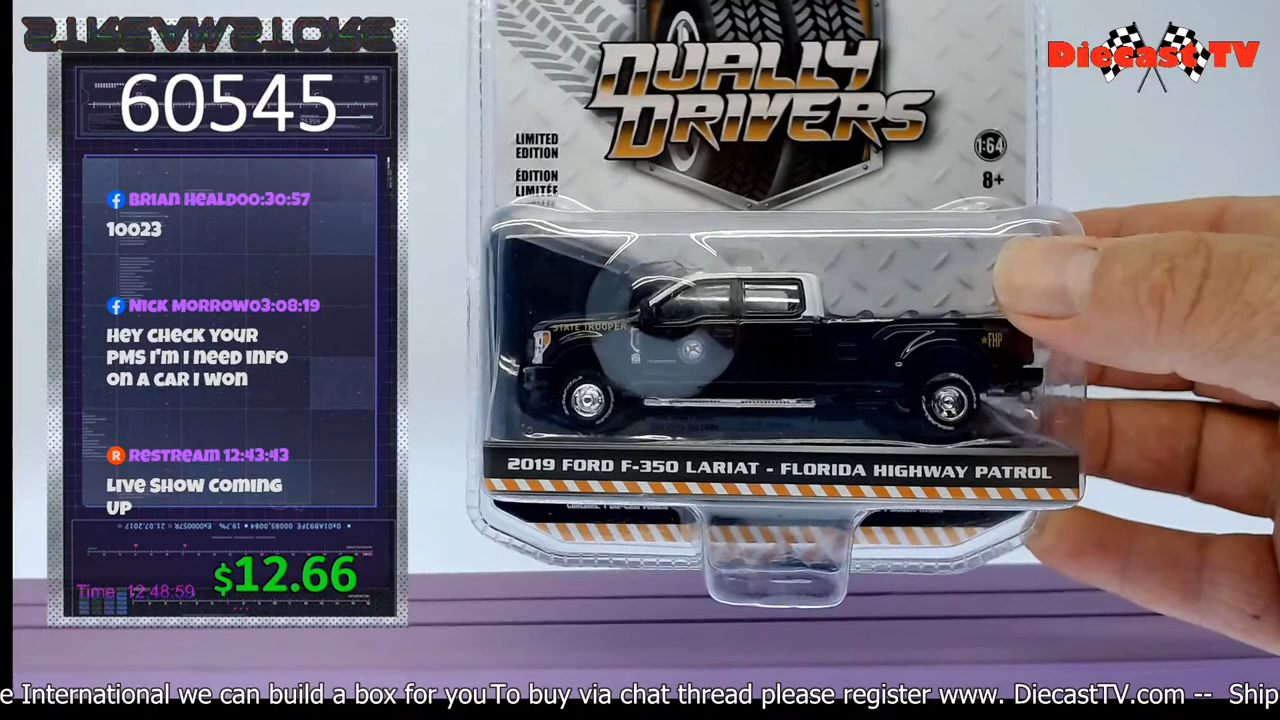 60545
BRIAN HEALD00:30:57
10023
NICK MORROW03:08:19
HEY CHECK YOUR
PMS I'M I NEED INFO
ON A CAR I WON
R RESTREAM 12:43:43
LIVE SHOW COMING
UP
Time: 12:48:59
$12.66
DUALLY
DRIVERS
LIMITED
EDITION
ÉDITION
LIMITÉE
1:64
8+
STATE TROOPER
★FHP
2019 FORD F-350 LARIAT - FLORIDA HIGHWAY PATROL
Diecast TV
e International we can build a box for youTo buy via chat thread please register www. DiecastTV.com -- Ship